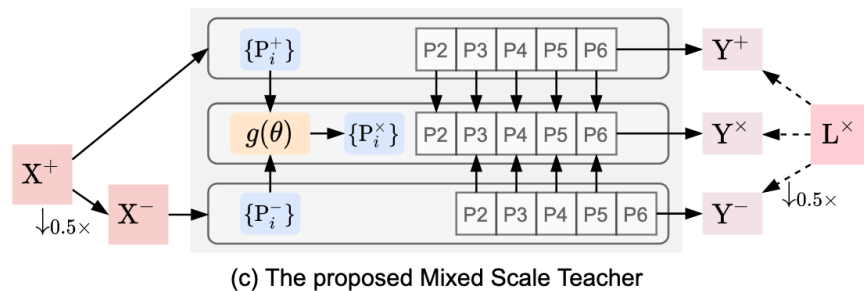 {P_i^+} P2 P3 P4 P5 P6 Y^+
X^+ ↓0.5× X^- g(θ) {P_i^×} P2 P3 P4 P5 P6 Y^× L^× ↓0.5×
{P_i^-} P2 P3 P4 P5 P6 Y^-
(c) The proposed Mixed Scale Teacher